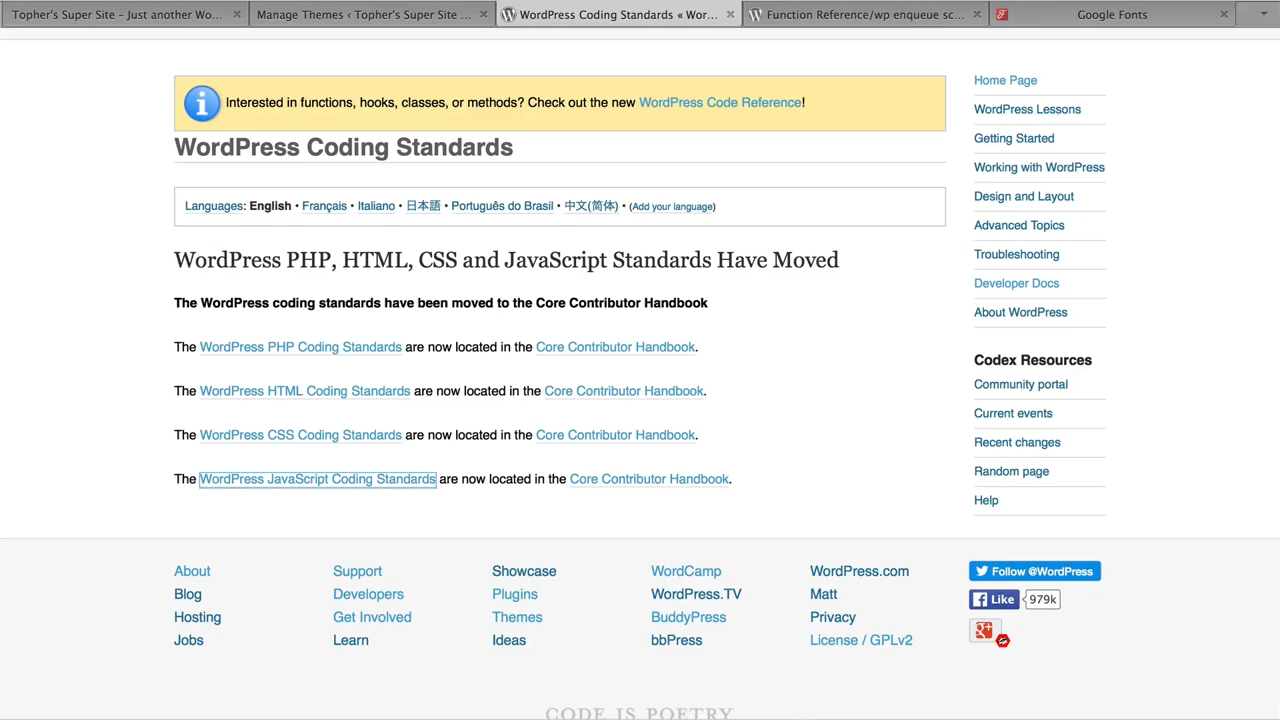 Topher's Super Site – Just another Wo...
Manage Themes ‹ Topher's Super Site ...
WordPress Coding Standards « Wor...
Function Reference/wp enqueue sc...
Google Fonts
Interested in functions, hooks, classes, or methods? Check out the new WordPress Code Reference!
WordPress Coding Standards
Languages: English • Français • Italiano • 日本語 • Português do Brasil • 中文(简体) • (Add your language)
WordPress PHP, HTML, CSS and JavaScript Standards Have Moved
The WordPress coding standards have been moved to the Core Contributor Handbook
The WordPress PHP Coding Standards are now located in the Core Contributor Handbook.
The WordPress HTML Coding Standards are now located in the Core Contributor Handbook.
The WordPress CSS Coding Standards are now located in the Core Contributor Handbook.
The WordPress JavaScript Coding Standards are now located in the Core Contributor Handbook.
Home Page
WordPress Lessons
Getting Started
Working with WordPress
Design and Layout
Advanced Topics
Troubleshooting
Developer Docs
About WordPress
Codex Resources
Community portal
Current events
Recent changes
Random page
Help
About
Blog
Hosting
Jobs
Support
Developers
Get Involved
Learn
Showcase
Plugins
Themes
Ideas
WordCamp
WordPress.TV
BuddyPress
bbPress
WordPress.com
Matt
Privacy
License / GPLv2
Follow @WordPress
Like 979k
CODE IS POETRY